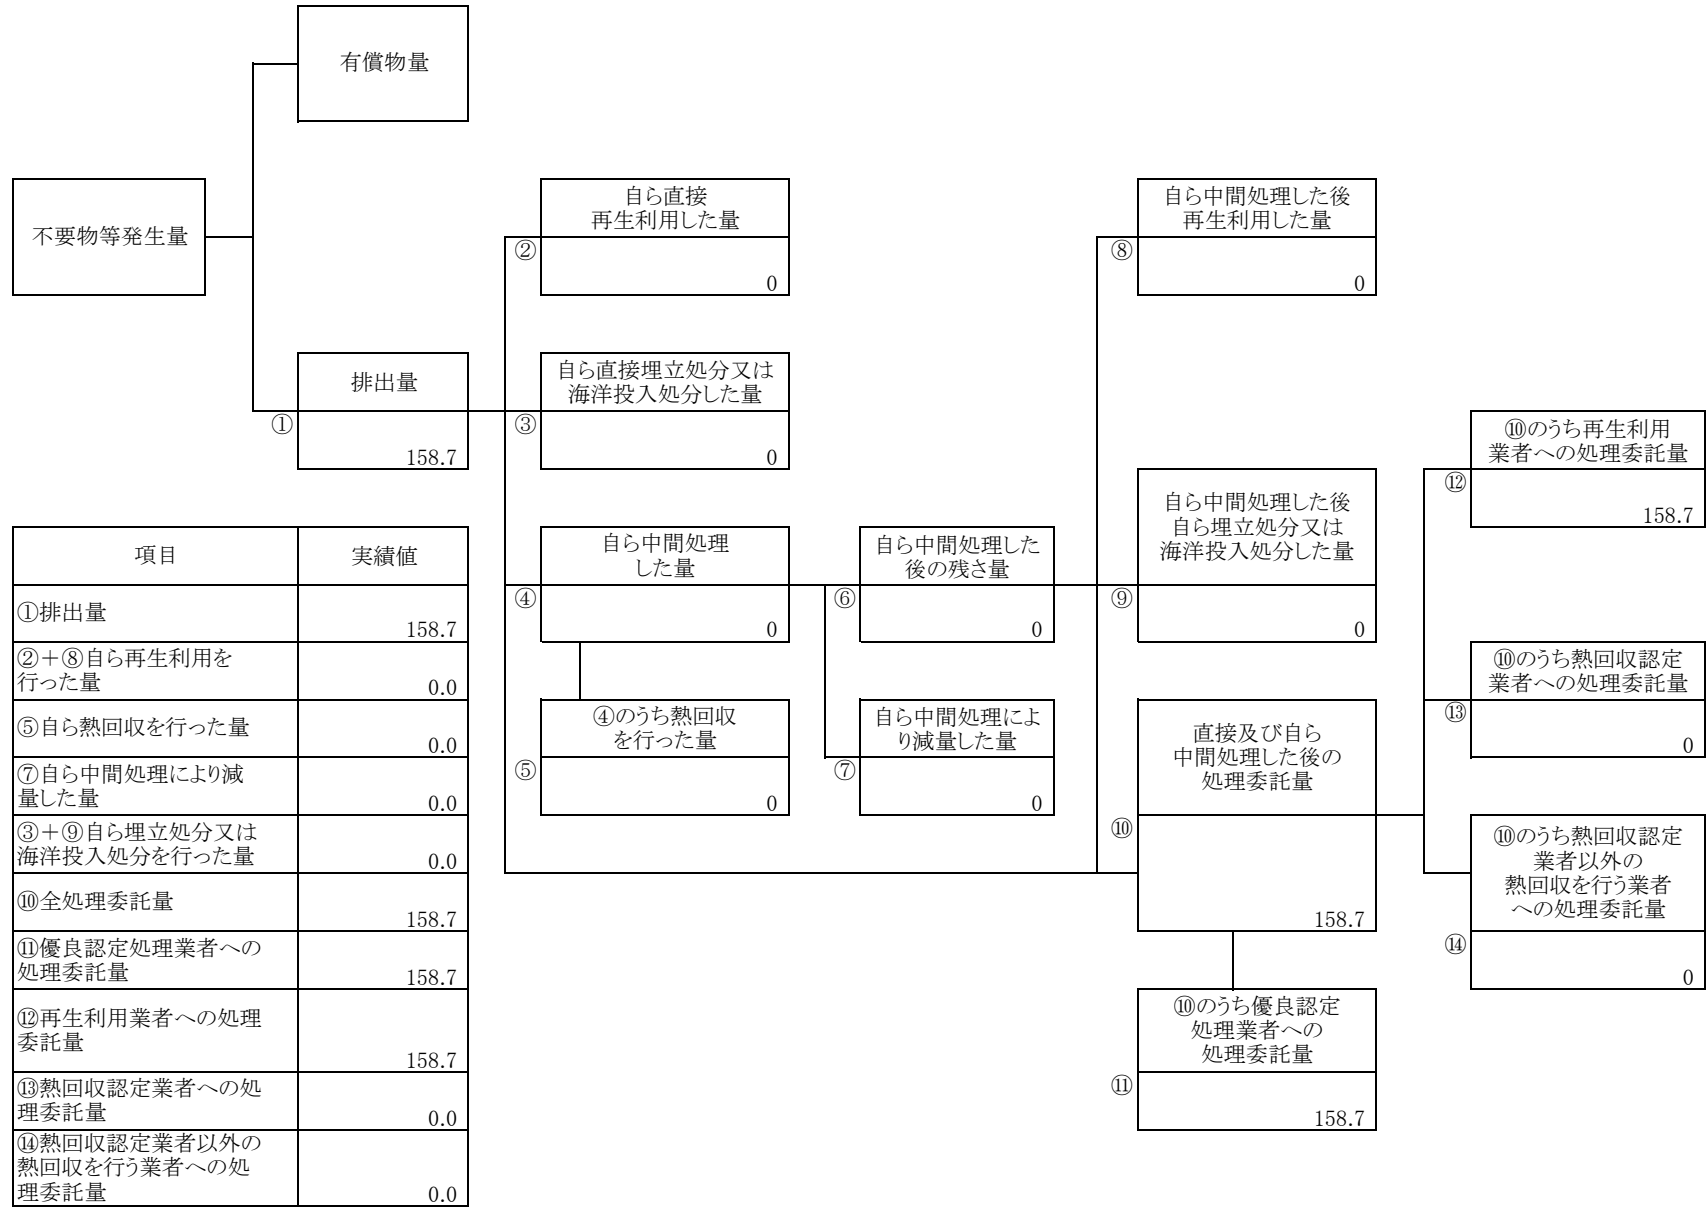 有償物量
不要物等発生量
自ら直接
再生利用した量
②
0
自ら中間処理した後
再生利用した量
⑧
0
排出量
①
158.7
自ら直接埋立処分又は
海洋投入処分した量
③
0
⑩のうち再生利用
業者への処理委託量
⑫
158.7
自ら中間処理
した量
④
0
自ら中間処理した
後の残さ量
⑥
0
自ら中間処理した後
自ら埋立処分又は
海洋投入処分した量
⑨
0
⑩のうち熱回収認定
業者への処理委託量
⑬
0
④のうち熱回収
を行った量
⑤
0
自ら中間処理によ
り減量した量
⑦
0
直接及び自ら
中間処理した後の
処理委託量
⑩
158.7
⑩のうち熱回収認定
業者以外の
熱回収を行う業者
への処理委託量
⑭
0
⑩のうち優良認定
処理業者への
処理委託量
⑪
158.7
項目 実績値
①排出量
158.7
②+⑧自ら再生利用を
行った量
0.0
⑤自ら熱回収を行った量
0.0
⑦自ら中間処理により減
量した量
0.0
③+⑨自ら埋立処分又は
海洋投入処分を行った量
0.0
⑩全処理委託量
158.7
⑪優良認定処理業者への
処理委託量
158.7
⑫再生利用業者への処理
委託量
158.7
⑬熱回収認定業者への処
理委託量
0.0
⑭熱回収認定業者以外の
熱回収を行う業者への処
理委託量
0.0